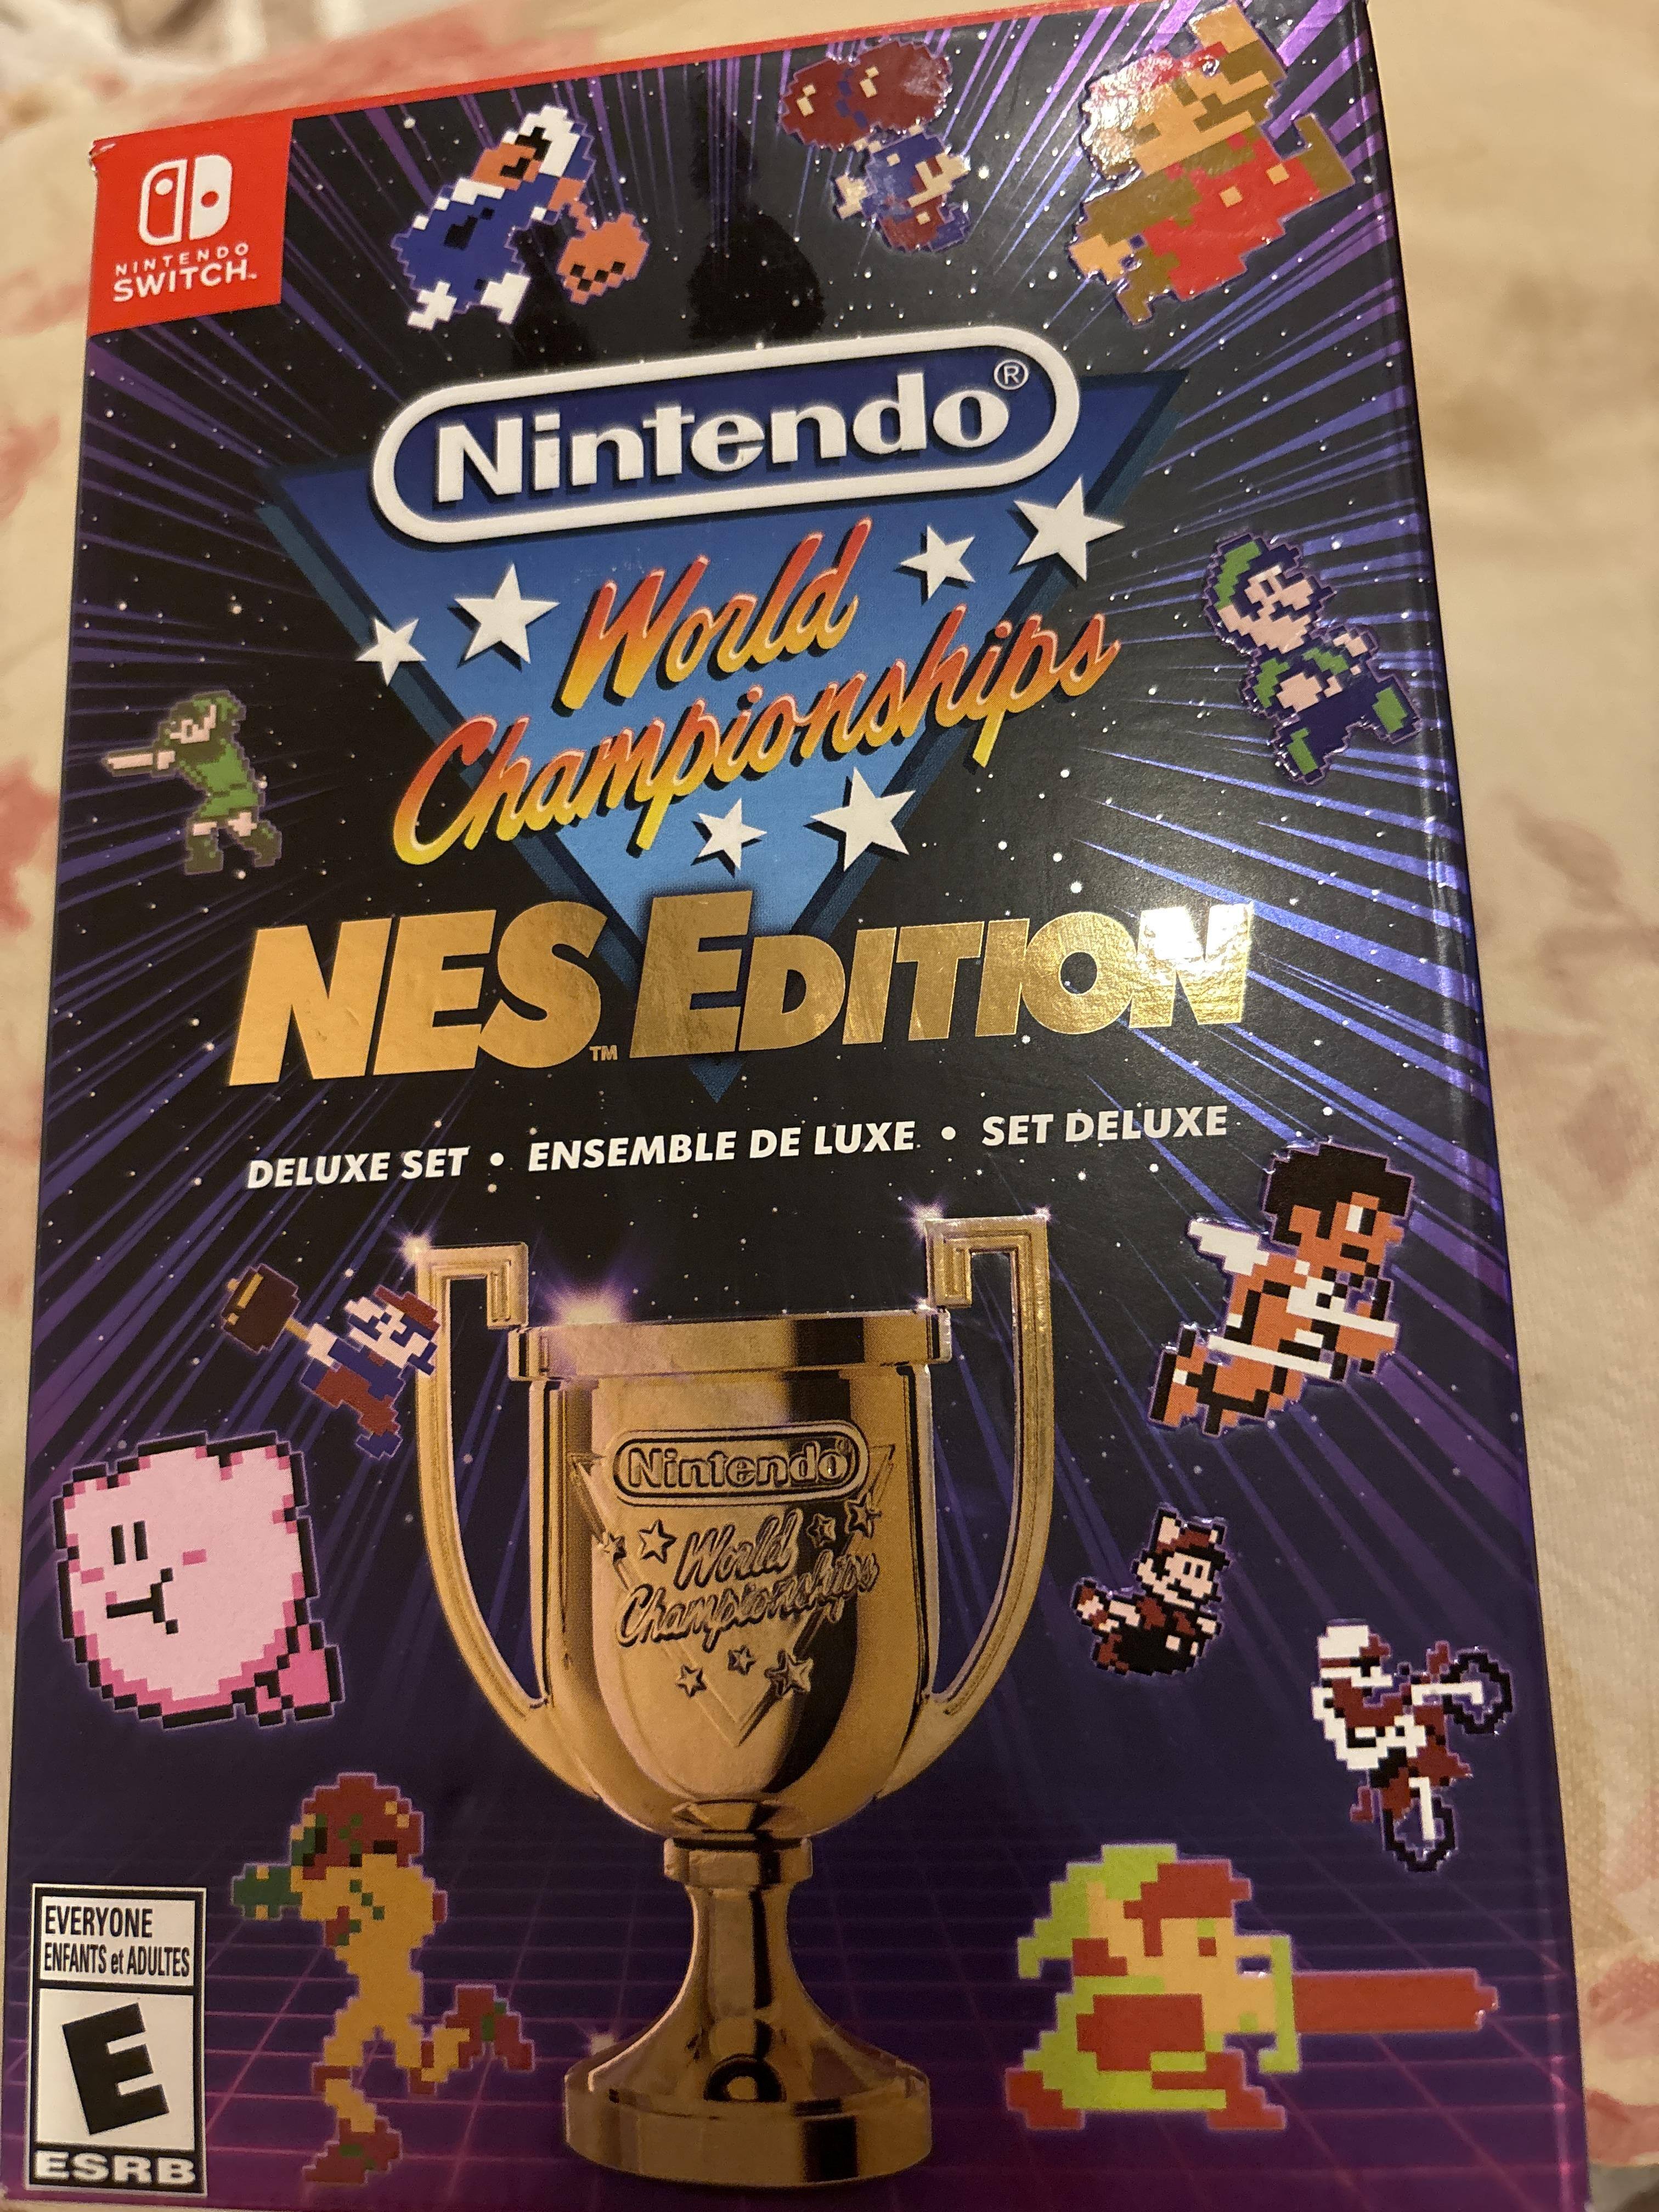 NINTENDO
SWITCH™
Nintendo®
World
Championships
NES™ EDITION
DELUXE SET • ENSEMBLE DE LUXE • SET DELUXE
Nintendo®
World
Championships
EVERYONE
ENFANTS et ADULTES
E
ESRB